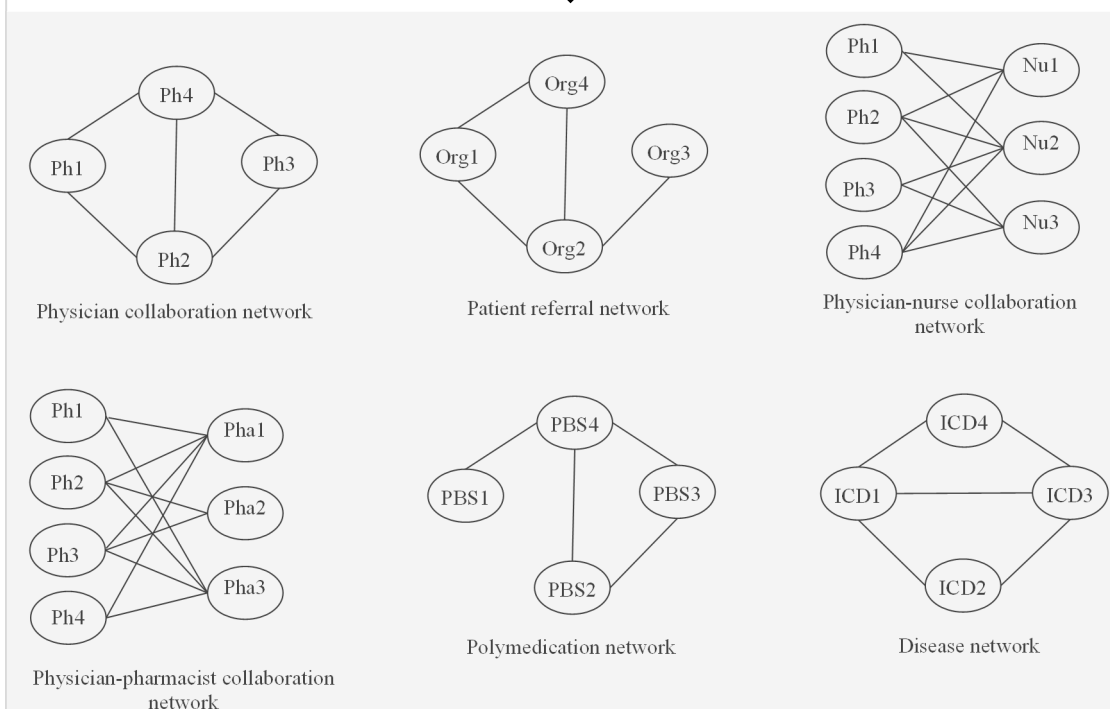 Ph4
Ph1
Ph3
Ph2
Physician collaboration network
Org4
Org1
Org3
Org2
Patient referral network
Ph1
Ph2
Ph3
Ph4
Nu1
Nu2
Nu3
Physician-nurse collaboration
network
Ph1
Ph2
Ph3
Ph4
Pha1
Pha2
Pha3
Physician-pharmacist collaboration
network
PBS4
PBS1
PBS3
PBS2
Polymedication network
ICD4
ICD1
ICD3
ICD2
Disease network